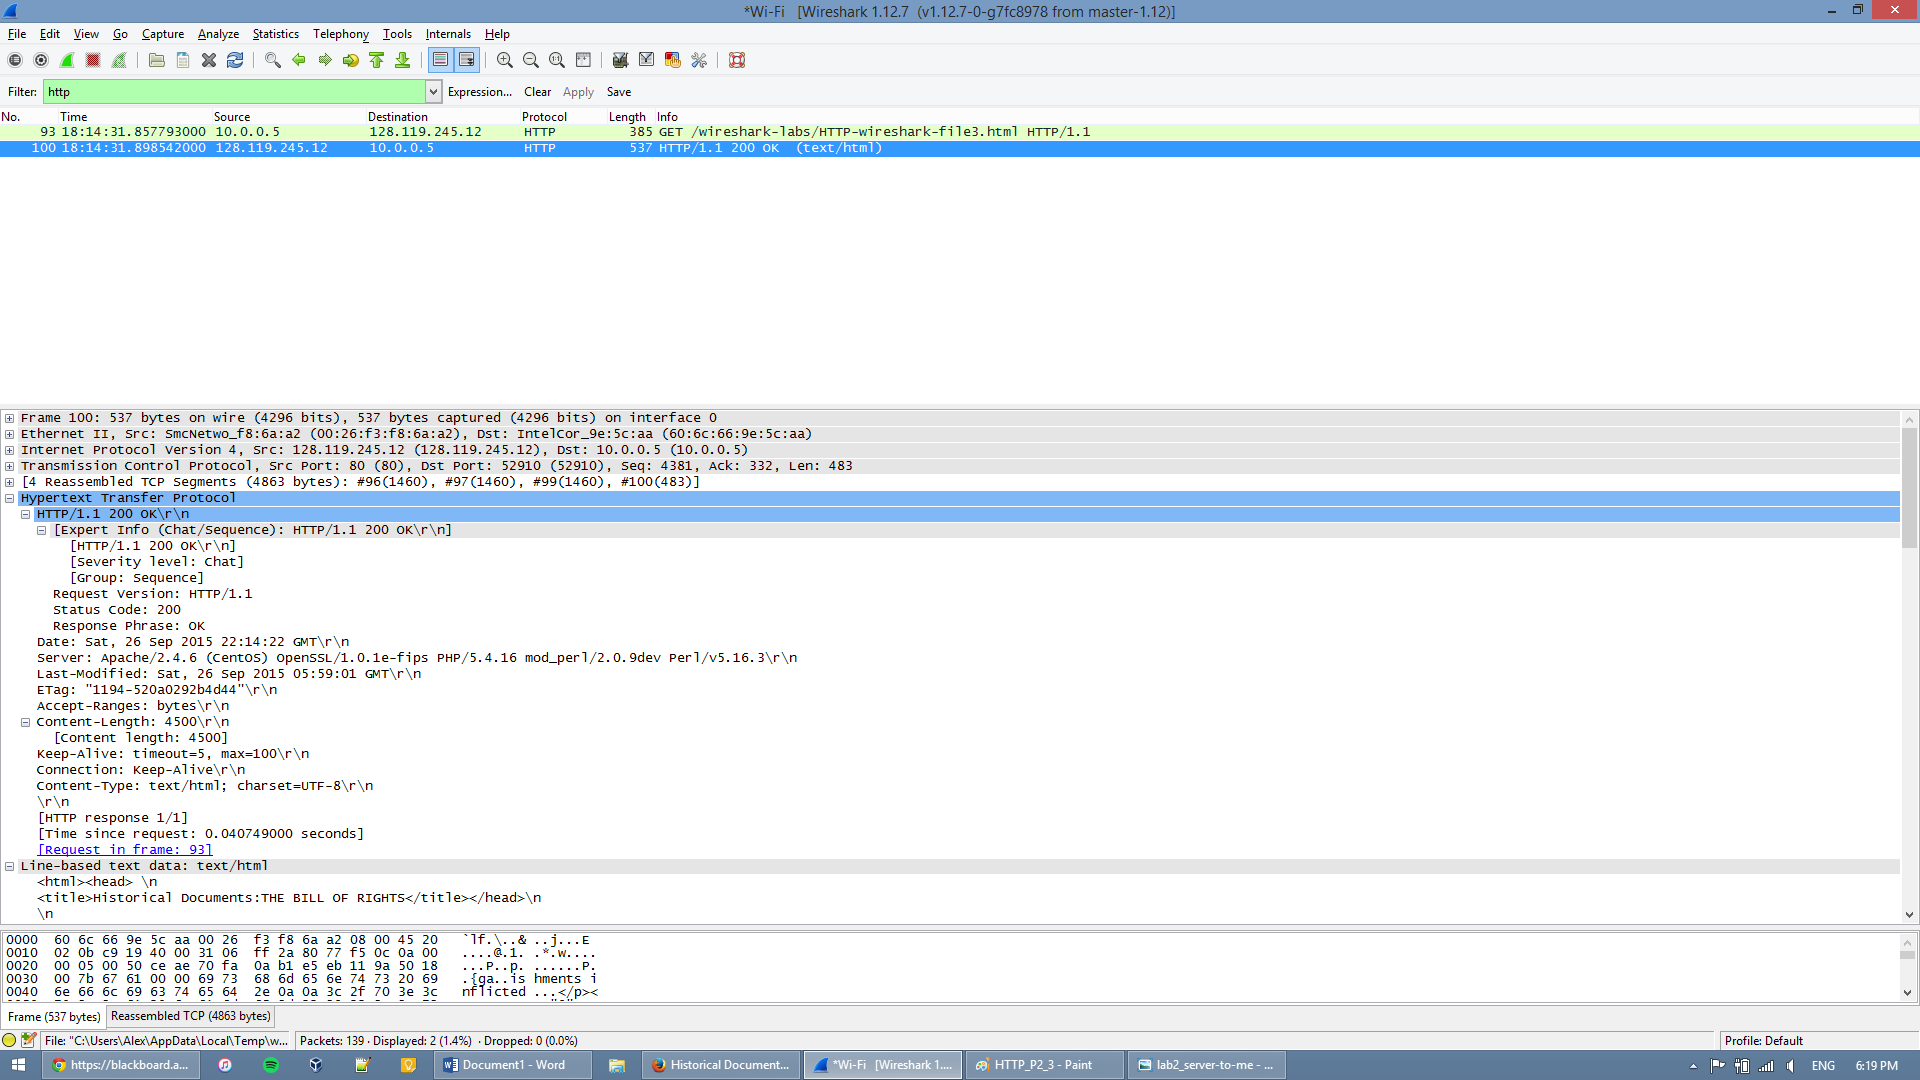 *Wi-Fi   [Wireshark 1.12.7  (v1.12.7-0-g7fc8978 from master-1.12)]
File Edit View Go Capture Analyze Statistics Telephony Tools Internals Help
Filter: http Expression... Clear Apply Save
No. Time Source Destination Protocol Length Info
93 18:14:31.857793000 10.0.0.5 128.119.245.12 HTTP 385 GET /wireshark-labs/HTTP-wireshark-file3.html HTTP/1.1
100 18:14:31.898542000 128.119.245.12 10.0.0.5 HTTP 537 HTTP/1.1 200 OK  (text/html)
Frame 100: 537 bytes on wire (4296 bits), 537 bytes captured (4296 bits) on interface 0
Ethernet II, Src: SmcNetwo_f8:6a:a2 (00:26:f3:f8:6a:a2), Dst: IntelCor_9e:5c:aa (60:6c:66:9e:5c:aa)
Internet Protocol Version 4, Src: 128.119.245.12 (128.119.245.12), Dst: 10.0.0.5 (10.0.0.5)
Transmission Control Protocol, Src Port: 80 (80), Dst Port: 52910 (52910), Seq: 4381, Ack: 332, Len: 483
[4 Reassembled TCP Segments (4863 bytes): #96(1460), #97(1460), #99(1460), #100(483)]
Hypertext Transfer Protocol
HTTP/1.1 200 OK\r\n
[Expert Info (Chat/Sequence): HTTP/1.1 200 OK\r\n]
[HTTP/1.1 200 OK\r\n]
[Severity level: Chat]
[Group: Sequence]
Request Version: HTTP/1.1
Status Code: 200
Response Phrase: OK
Date: Sat, 26 Sep 2015 22:14:22 GMT\r\n
Server: Apache/2.4.6 (CentOS) OpenSSL/1.0.1e-fips PHP/5.4.16 mod_perl/2.0.9dev Perl/v5.16.3\r\n
Last-Modified: Sat, 26 Sep 2015 05:59:01 GMT\r\n
ETag: "1194-520a0292b4d44"\r\n
Accept-Ranges: bytes\r\n
Content-Length: 4500\r\n
[Content length: 4500]
Keep-Alive: timeout=5, max=100\r\n
Connection: Keep-Alive\r\n
Content-Type: text/html; charset=UTF-8\r\n
\r\n
[HTTP response 1/1]
[Time since request: 0.040749000 seconds]
[Request in frame: 93]
Line-based text data: text/html
<html><head> \n
<title>Historical Documents:THE BILL OF RIGHTS</title></head>\n
\n
0000  60 6c 66 9e 5c aa 00 26  f3 f8 6a a2 08 00 45 20   `lf.\..& ..j...E
0010  02 0b c9 19 40 00 31 06  ff 2a 80 77 f5 0c 0a 00   ....@.1. .*.w....
0020  00 05 00 50 ce ae 70 fa  0a b1 e5 eb 11 9a 50 18   ...P..p. ......P.
0030  00 7b 67 61 00 00 69 73  68 6d 65 6e 74 73 20 69   .{ga..is hments i
0040  6e 66 6c 69 63 74 65 64  2e 0a 0a 3c 2f 70 3e 3c   nflicted ...</p><
Frame (537 bytes) Reassembled TCP (4863 bytes)
File: "C:\Users\Alex\AppData\Local\Temp\w... Packets: 139 · Displayed: 2 (1.4%)  · Dropped: 0 (0.0%) Profile: Default
https://blackboard.a... Document1 - Word Historical Document... *Wi-Fi   [Wireshark 1.... HTTP_P2_3 - Paint lab2_server-to-me - ... ENG 6:19 PM